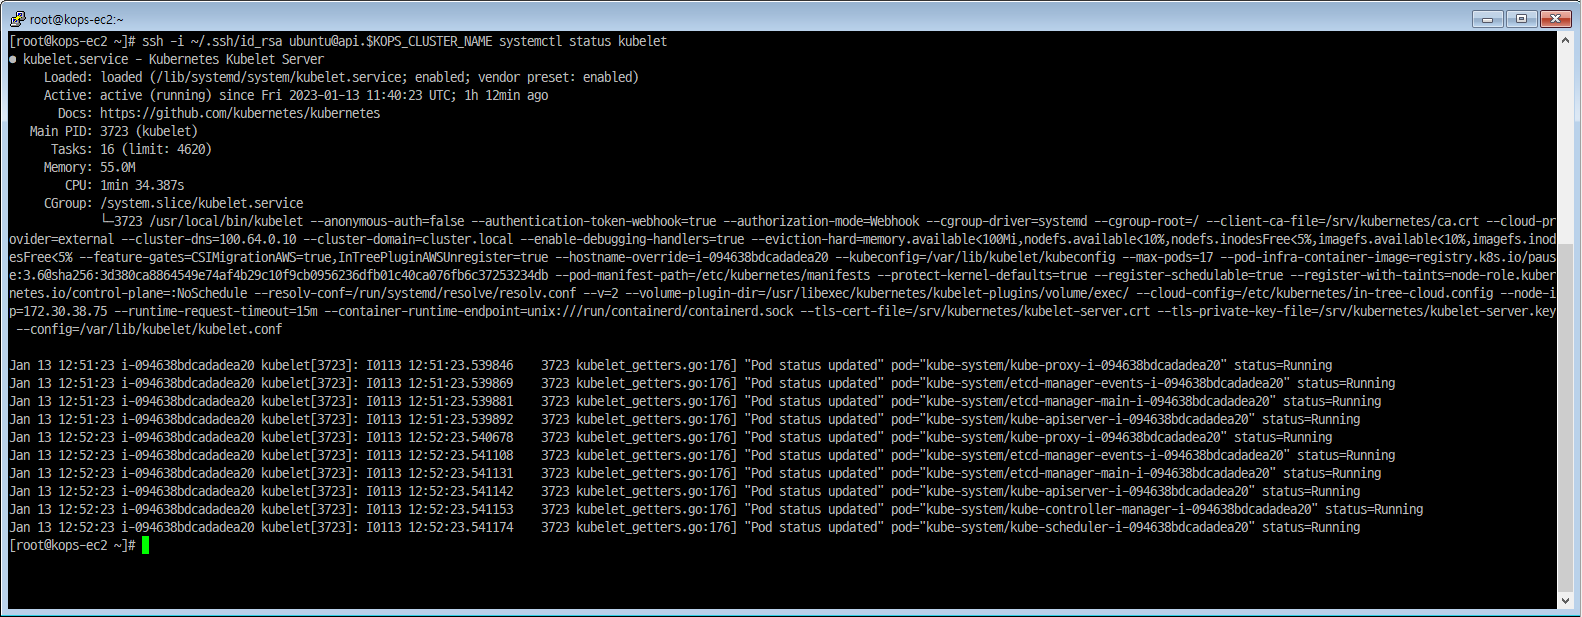 root@kops-ec2:~
[root@kops-ec2 ~]# ssh -i ~/.ssh/id_rsa ubuntu@api.$KOPS_CLUSTER_NAME systemctl status kubelet
● kubelet.service - Kubernetes Kubelet Server
Loaded: loaded (/lib/systemd/system/kubelet.service; enabled; vendor preset: enabled)
Active: active (running) since Fri 2023-01-13 11:40:23 UTC; 1h 12min ago
Docs: https://github.com/kubernetes/kubernetes
Main PID: 3723 (kubelet)
Tasks: 16 (limit: 4620)
Memory: 55.0M
CPU: 1min 34.387s
CGroup: /system.slice/kubelet.service
└─3723 /usr/local/bin/kubelet --anonymous-auth=false --authentication-token-webhook=true --authorization-mode=Webhook --cgroup-driver=systemd --cgroup-root=/ --client-ca-file=/srv/kubernetes/ca.crt --cloud-pr
ovider=external --cluster-dns=100.64.0.10 --cluster-domain=cluster.local --enable-debugging-handlers=true --eviction-hard=memory.available<100Mi,nodefs.available<10%,nodefs.inodesFree<5%,imagefs.available<10%,imagefs.inod
esFree<5% --feature-gates=CSIMigrationAWS=true,InTreePluginAWSUnregister=true --hostname-override=i-094638bdcadadea20 --kubeconfig=/var/lib/kubelet/kubeconfig --max-pods=17 --pod-infra-container-image=registry.k8s.io/paus
e:3.6@sha256:3d380ca8864549e74af4b29c10f9cb0956236dfb01c40ca076fb6c37253234db --pod-manifest-path=/etc/kubernetes/manifests --protect-kernel-defaults=true --register-schedulable=true --register-with-taints=node-role.kuber
netes.io/control-plane=:NoSchedule --resolv-conf=/run/systemd/resolve/resolv.conf --v=2 --volume-plugin-dir=/usr/libexec/kubernetes/kubelet-plugins/volume/exec/ --cloud-config=/etc/kubernetes/in-tree-cloud.config --node-i
p=172.30.38.75 --runtime-request-timeout=15m --container-runtime-endpoint=unix:///run/containerd/containerd.sock --tls-cert-file=/srv/kubernetes/kubelet-server.crt --tls-private-key-file=/srv/kubernetes/kubelet-server.key
--config=/var/lib/kubelet/kubelet.conf
Jan 13 12:51:23 i-094638bdcadadea20 kubelet[3723]: I0113 12:51:23.539846 3723 kubelet_getters.go:176] "Pod status updated" pod="kube-system/kube-proxy-i-094638bdcadadea20" status=Running
Jan 13 12:51:23 i-094638bdcadadea20 kubelet[3723]: I0113 12:51:23.539869 3723 kubelet_getters.go:176] "Pod status updated" pod="kube-system/etcd-manager-events-i-094638bdcadadea20" status=Running
Jan 13 12:51:23 i-094638bdcadadea20 kubelet[3723]: I0113 12:51:23.539881 3723 kubelet_getters.go:176] "Pod status updated" pod="kube-system/etcd-manager-main-i-094638bdcadadea20" status=Running
Jan 13 12:51:23 i-094638bdcadadea20 kubelet[3723]: I0113 12:51:23.539892 3723 kubelet_getters.go:176] "Pod status updated" pod="kube-system/kube-apiserver-i-094638bdcadadea20" status=Running
Jan 13 12:52:23 i-094638bdcadadea20 kubelet[3723]: I0113 12:52:23.540678 3723 kubelet_getters.go:176] "Pod status updated" pod="kube-system/kube-proxy-i-094638bdcadadea20" status=Running
Jan 13 12:52:23 i-094638bdcadadea20 kubelet[3723]: I0113 12:52:23.541108 3723 kubelet_getters.go:176] "Pod status updated" pod="kube-system/etcd-manager-events-i-094638bdcadadea20" status=Running
Jan 13 12:52:23 i-094638bdcadadea20 kubelet[3723]: I0113 12:52:23.541131 3723 kubelet_getters.go:176] "Pod status updated" pod="kube-system/etcd-manager-main-i-094638bdcadadea20" status=Running
Jan 13 12:52:23 i-094638bdcadadea20 kubelet[3723]: I0113 12:52:23.541142 3723 kubelet_getters.go:176] "Pod status updated" pod="kube-system/kube-apiserver-i-094638bdcadadea20" status=Running
Jan 13 12:52:23 i-094638bdcadadea20 kubelet[3723]: I0113 12:52:23.541153 3723 kubelet_getters.go:176] "Pod status updated" pod="kube-system/kube-controller-manager-i-094638bdcadadea20" status=Running
Jan 13 12:52:23 i-094638bdcadadea20 kubelet[3723]: I0113 12:52:23.541174 3723 kubelet_getters.go:176] "Pod status updated" pod="kube-system/kube-scheduler-i-094638bdcadadea20" status=Running
[root@kops-ec2 ~]#